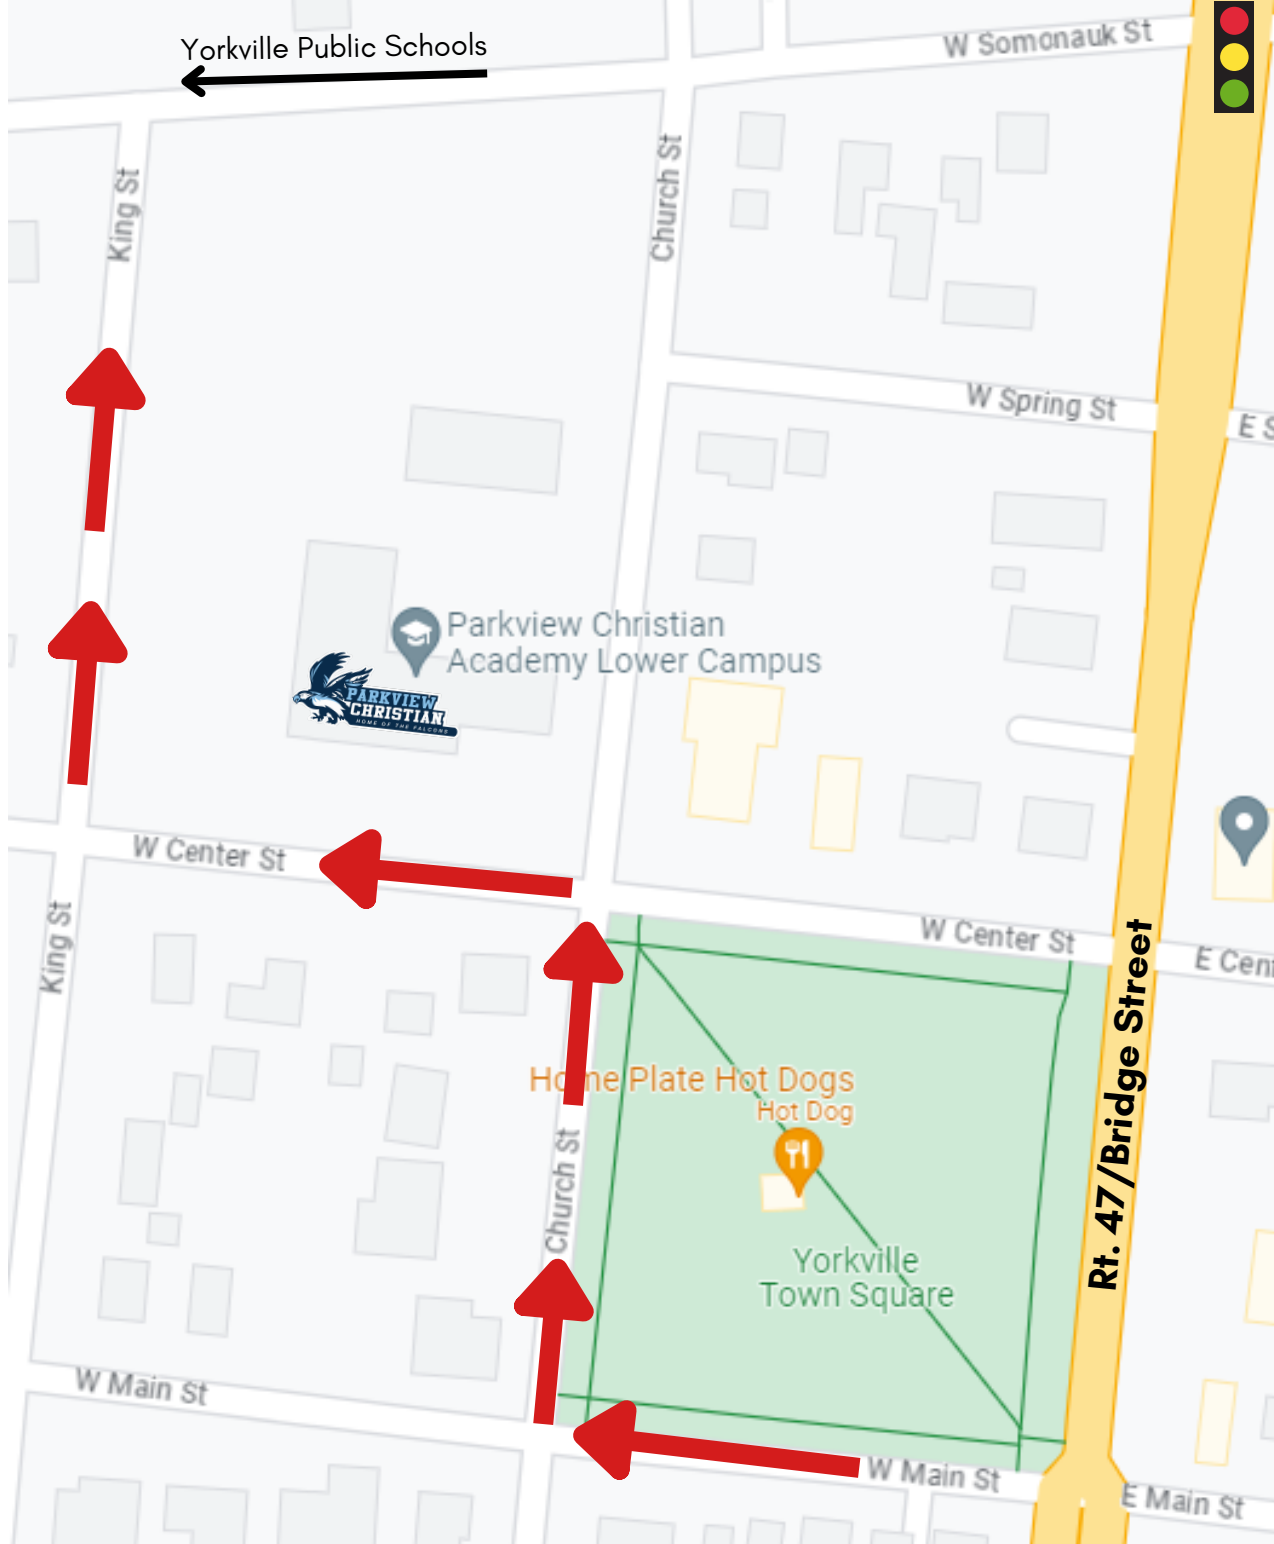 Yorkville Public Schools
W Somonauk St
King St
Church St
W Spring St
E S
Parkview Christian
Academy Lower Campus
PARKVIEW
CHRISTIAN
HOME OF THE FALCONS
W Center St
W Center St
E Cent
King St
Rt. 47/Bridge Street
Home Plate Hot Dogs
Hot Dog
Church St
Yorkville
Town Square
W Main St
W Main St
E Main St